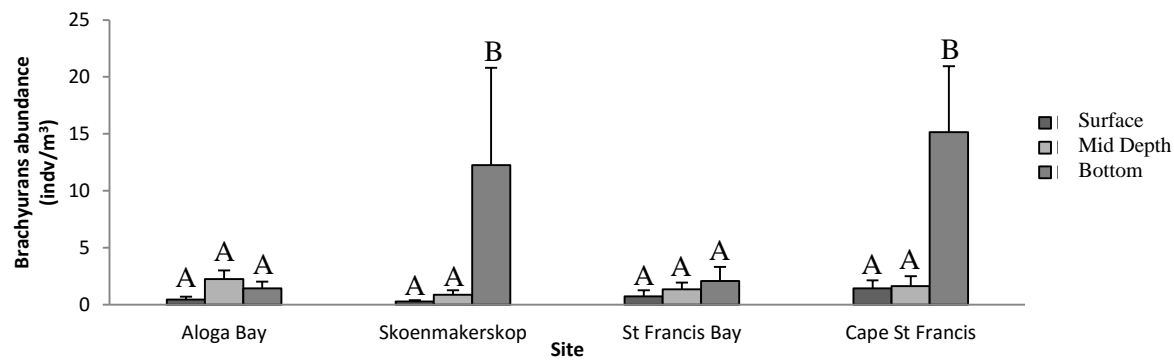 Brachyurans abundance
(indv/m³)
25
20
15
10
5
0
A
A
A
A
A
B
A
A
A
A
A
B
Aloga Bay
Skoenmakerskop
St Francis Bay
Cape St Francis
Site
Surface
Mid Depth
Bottom